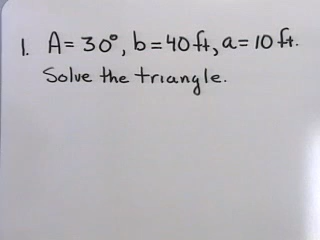 1. A=30°, b=40ft, a=10ft.
Solve the triangle.